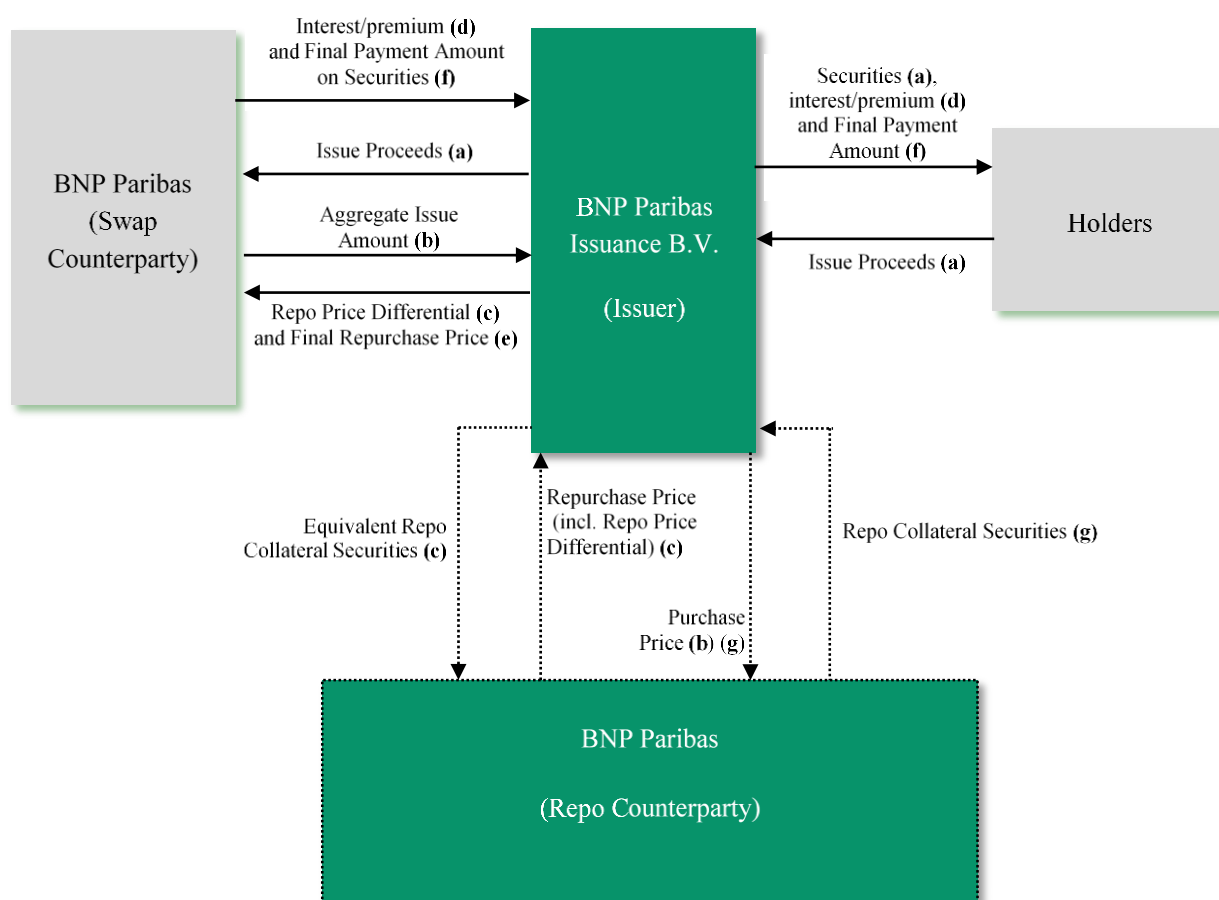 Interest/premium (d)
and Final Payment Amount
on Securities (f)
Issue Proceeds (a)
Aggregate Issue
Amount (b)
Repo Price Differential (c)
and Final Repurchase Price (e)
BNP Paribas
(Swap
Counterparty)
BNP Paribas
Issuance B.V.
(Issuer)
Securities (a),
interest/premium (d)
and Final Payment
Amount (f)
Issue Proceeds (a)
Holders
Equivalent Repo
Collateral Securities (c)
Repurchase Price
(incl. Repo Price
Differential) (c)
Purchase
Price (b) (g)
Repo Collateral Securities (g)
BNP Paribas
(Repo Counterparty)